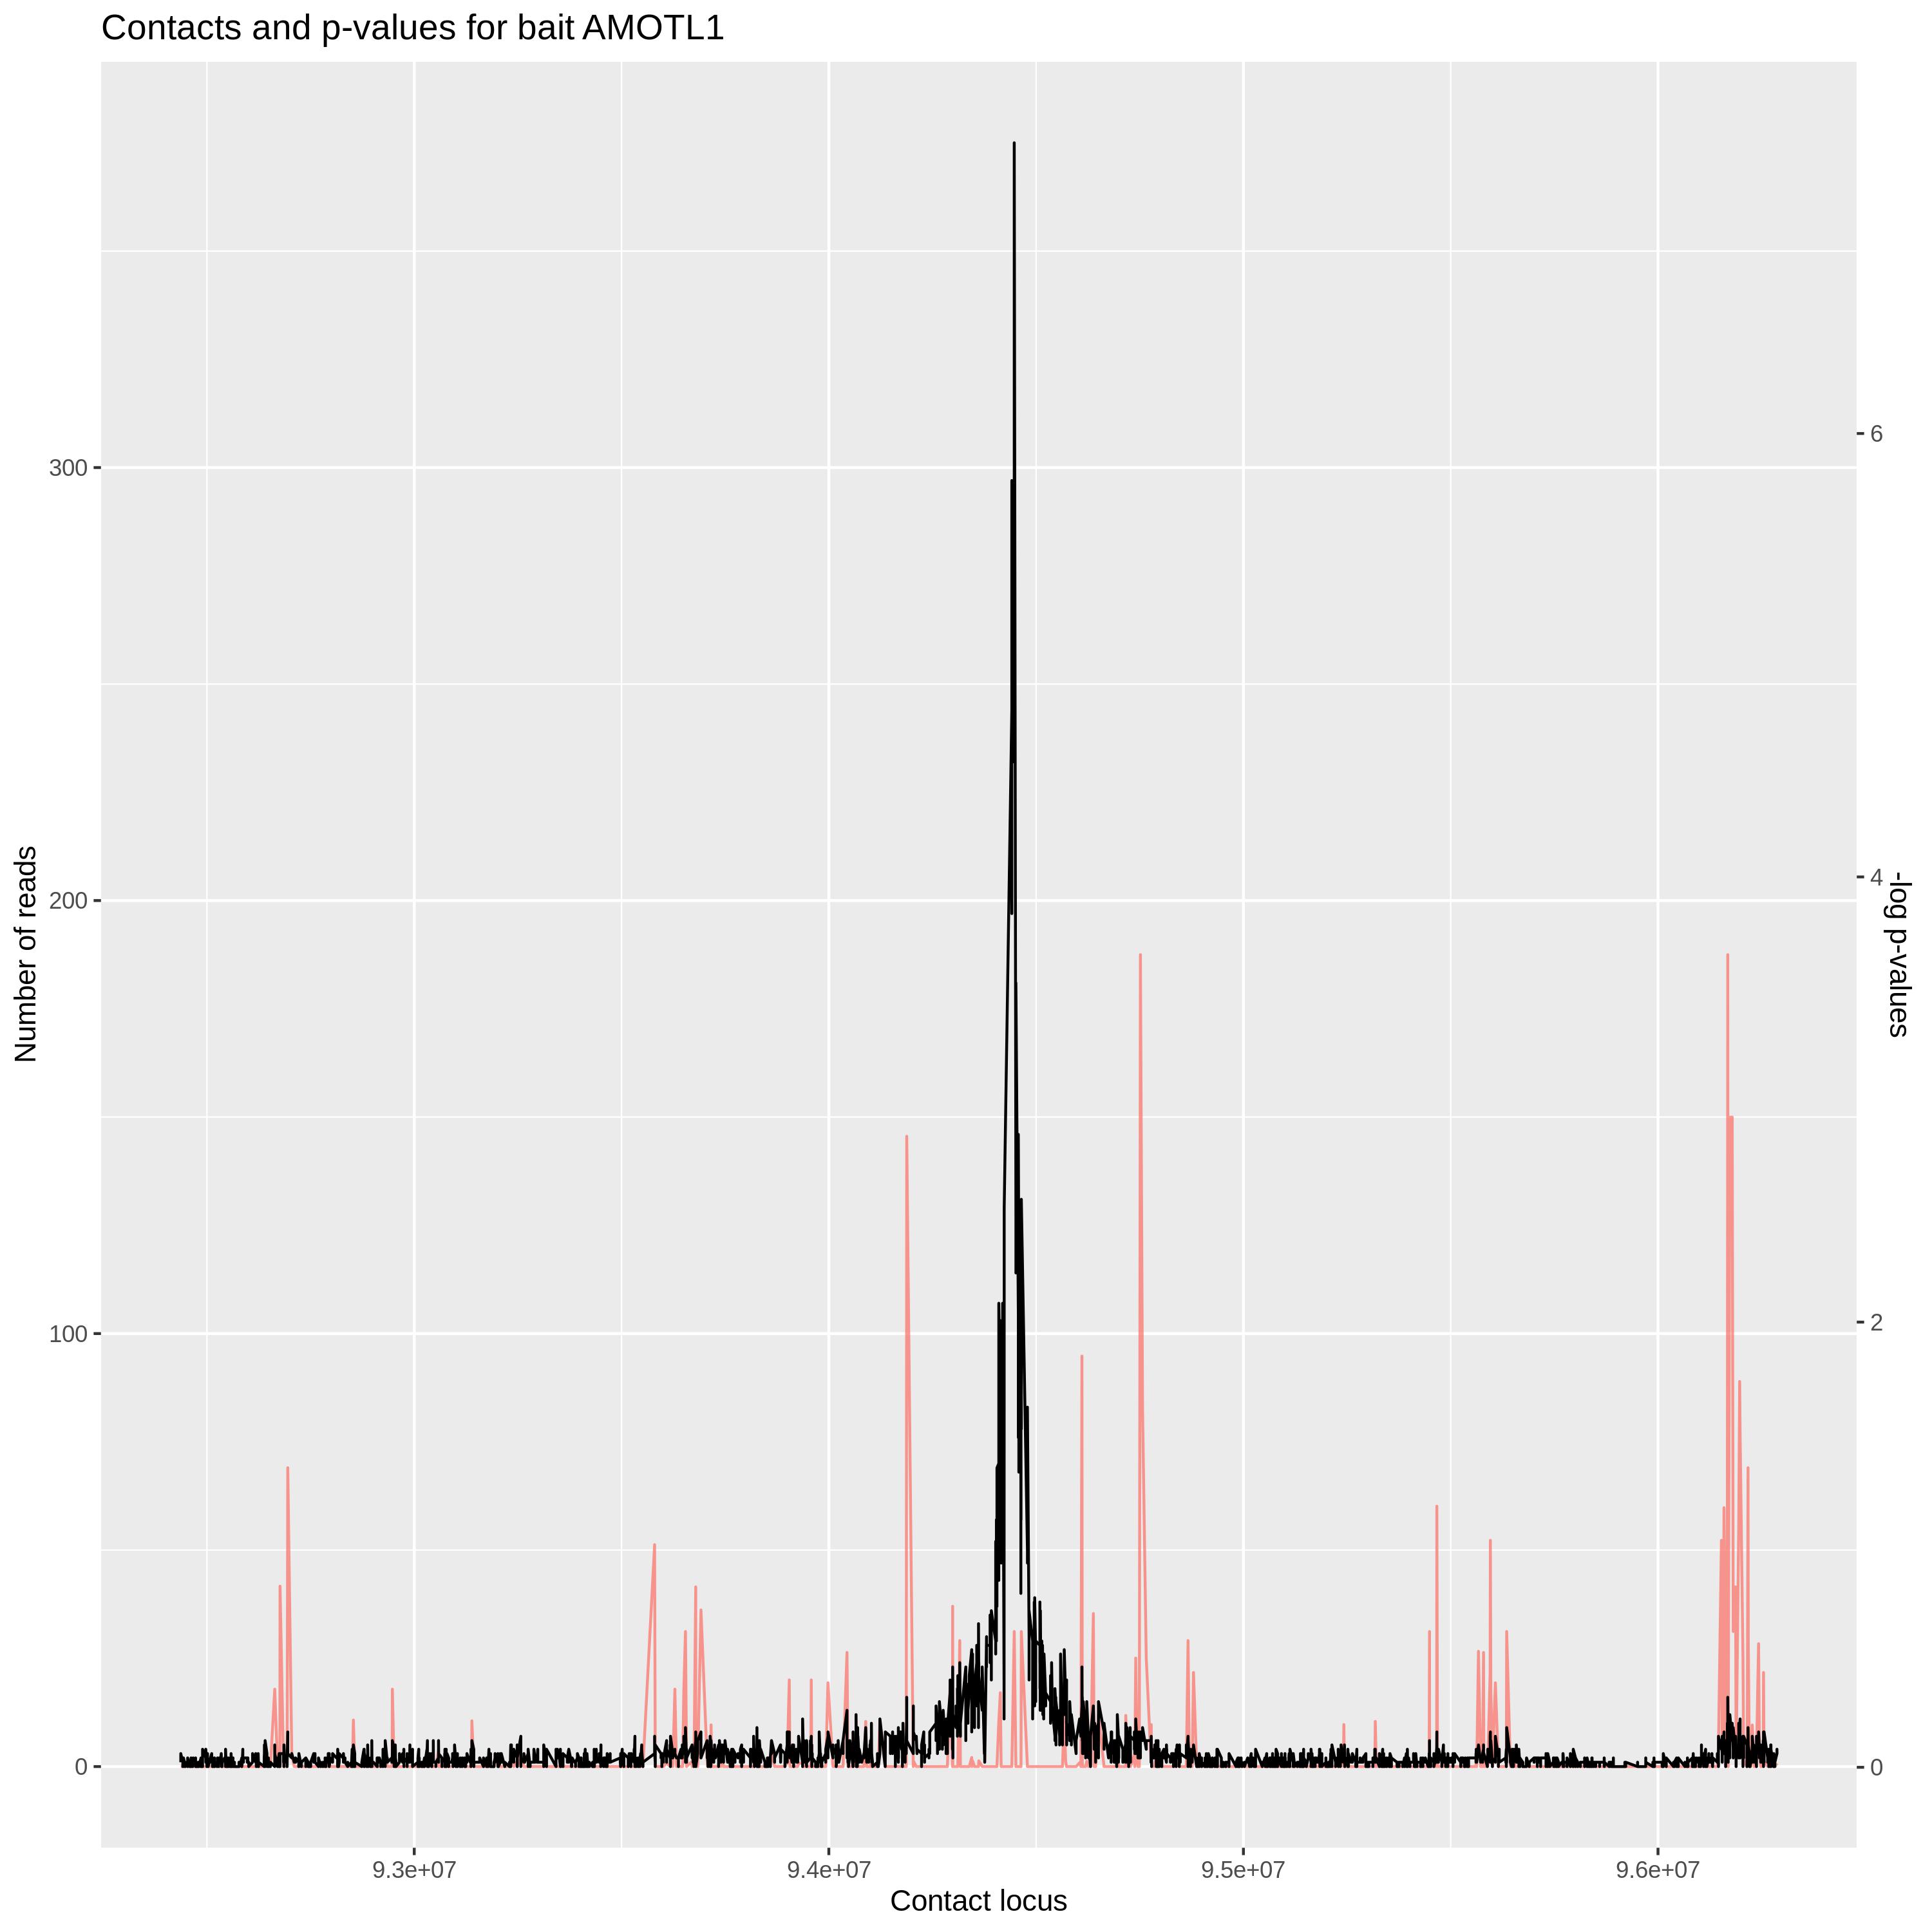 Contacts and p-values for bait AMOTL1
Number of reads
300
200
100
0
6
4
2
0
-log p-values
9.3e+07
9.4e+07
9.5e+07
9.6e+07
Contact locus